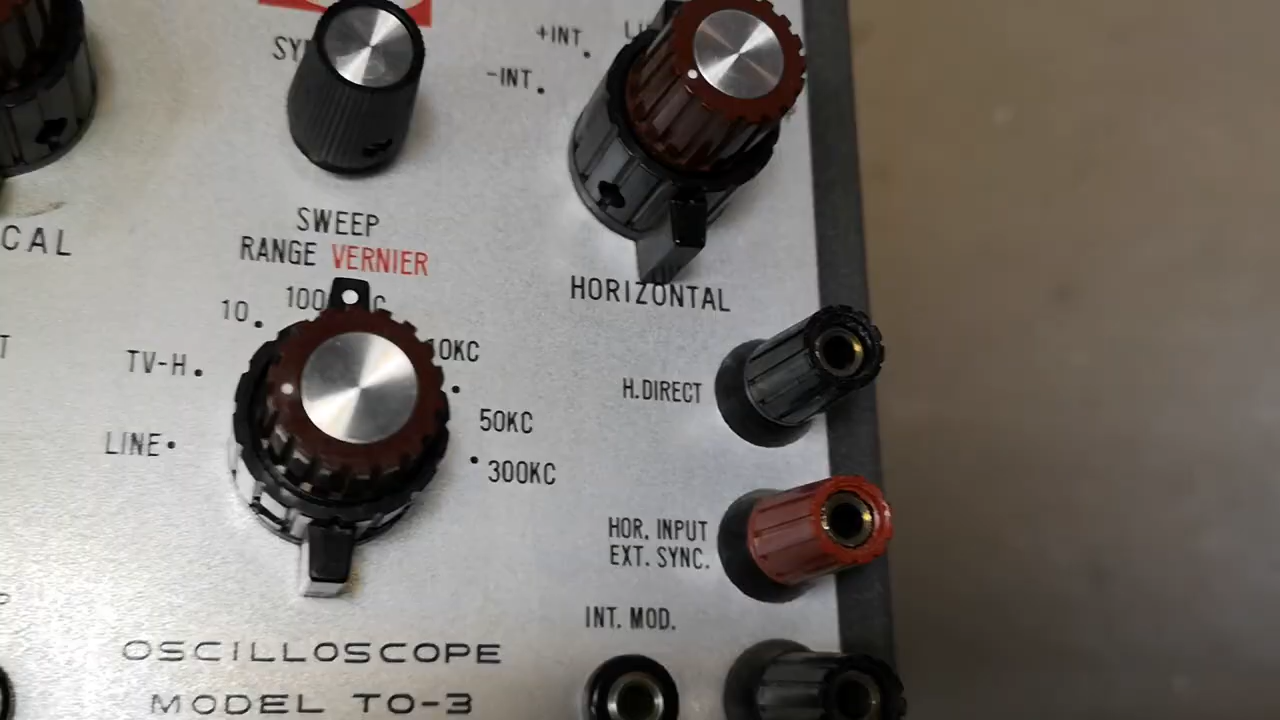 +INT
-INT
SWEEP
RANGE VERNIER
CAL
HORIZONTAL
10
100
10KC
TV-H
50KC
LINE
300KC
H.DIRECT
HOR. INPUT
EXT. SYNC.
INT. MOD.
OSCILLOSCOPE
MODEL TO-3